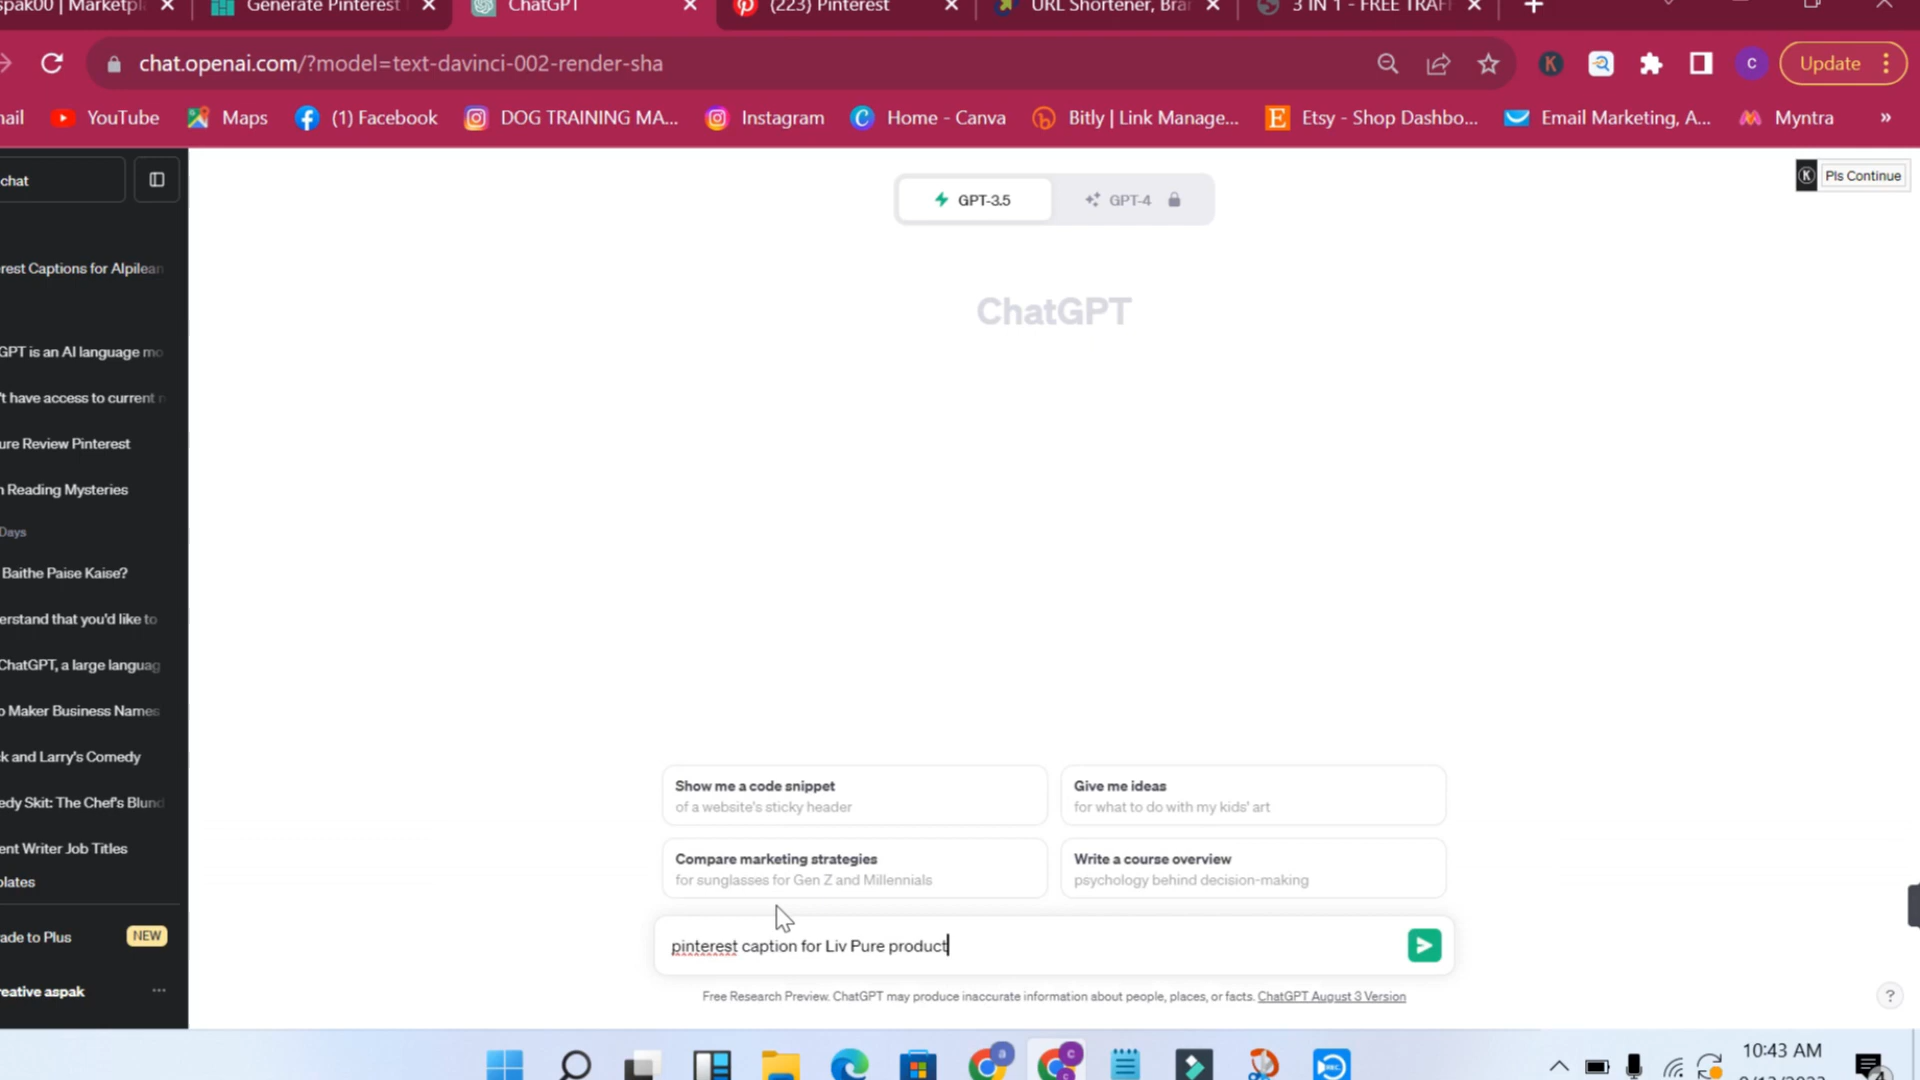 spak00 | Marketpl
Generate Pinterest
ChatGPT
(223) Pinterest
URL Shortener, Bra
3 IN 1 - FREE TRAF
chat.openai.com/?model=text-davinci-002-render-sha
K
C
Update
nail
YouTube
Maps
(1) Facebook
DOG TRAINING MA...
Instagram
Home - Canva
Bitly | Link Manage...
Etsy - Shop Dashbo...
Email Marketing, A...
Myntra
»
chat
GPT-3.5
GPT-4
K Pls Continue
rest Captions for Alpilean
ChatGPT
GPT is an AI language mo
't have access to current
ure Review Pinterest
n Reading Mysteries
Days
Baithe Paise Kaise?
erstand that you'd like to
ChatGPT, a large languag
o Maker Business Names
ck and Larry's Comedy
edy Skit: The Chef's Blund
ent Writer Job Titles
plates
Show me a code snippet
of a website's sticky header
Give me ideas
for what to do with my kids' art
Compare marketing strategies
for sunglasses for Gen Z and Millennials
Write a course overview
psychology behind decision-making
ade to Plus
NEW
pinterest caption for Liv Pure product
reative aspak
Free Research Preview. ChatGPT may produce inaccurate information about people, places, or facts. ChatGPT August 3 Version
?
10:43 AM